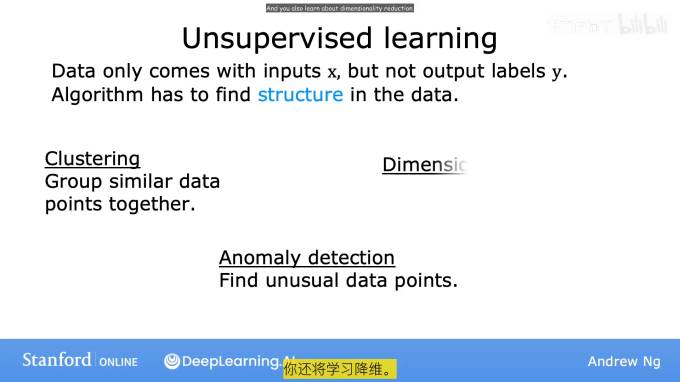 And you also learn about dimensionality reduction.
Unsupervised learning
Data only comes with inputs x, but not output labels y.
Algorithm has to find structure in the data.
Clustering
Group similar data
points together.
Anomaly detection
Find unusual data points.
Stanford ONLINE
DeepLearning.
Andrew Ng
你还将学习降维。
bilibili